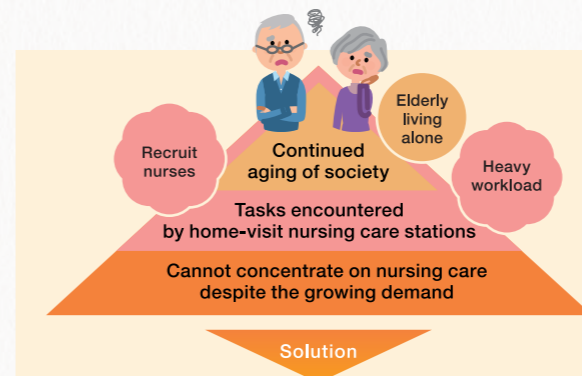 Elderly
living
alone
Recruit
nurses
Heavy
workload
Continued
aging of society
Tasks encountered
by home-visit nursing care stations
Cannot concentrate on nursing care
despite the growing demand
Solution